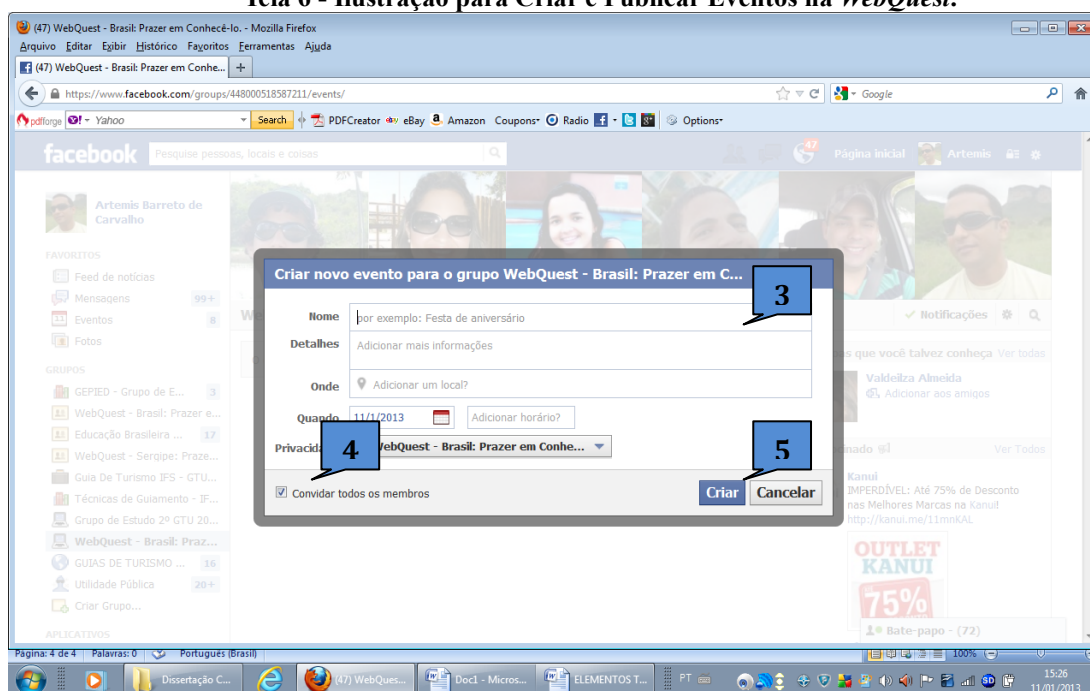 Tela 6 - Ilustração para Criar e Publicar Eventos na WebQuest.
(47) WebQuest - Brasil: Prazer em Conhecê-lo. - Mozilla Firefox
Arquivo Editar Exibir Histórico Favoritos Ferramentas Ajuda
(47) WebQuest - Brasil: Prazer em Conhe... +
https://www.facebook.com/groups/448000518587211/events/ Google
pdfforge Yahoo Search PDFCreator eBay Amazon Coupons Radio Options
facebook Pesquise pessoas, locais e coisas 47 Página inicial Artemis
Artemis Barreto de
Carvalho
FAVORITOS
Feed de notícias
Mensagens 99+
Eventos 8
Fotos
GRUPOS
GEPIED - Grupo de E... 3
WebQuest - Brasil: Prazer e...
Educação Brasileira ... 17
WebQuest - Sergipe: Praze...
Guia De Turismo IFS - GTU...
Técnicas de Guiamento - IF...
Grupo de Estudo 2º GTU 20...
WebQuest - Brasil: Praz...
GUIAS DE TURISMO ... 16
Utilidade Pública 20+
Criar Grupo...
APLICATIVOS
Criar novo evento para o grupo WebQuest - Brasil: Prazer em C...
3
Nome por exemplo: Festa de aniversário
Detalhes Adicionar mais informações
Onde Adicionar um local?
Quando 11/1/2013 Adicionar horário?
4
5
WebQuest - Brasil: Prazer em Conhe...
Convidar todos os membros
Criar Cancelar
Notificações
s que você talvez conheça Ver todas
Valdeilza Almeida
Adicionar aos amigos
nado Ver Todos
Kanui
IMPERDÍVEL: Até 75% de Desconto
nas Melhores Marcas na Kanui!
http://kanui.me/11mnKAL
OUTLET
KANUI
75%
Bate-papo - (72)
Página: 4 de 4 Palavras: 0 Português (Brasil) 100%
Dissertação C... (47) WebQues... Doc1 - Micros... ELEMENTOS T... PT 15:26
11/01/2013